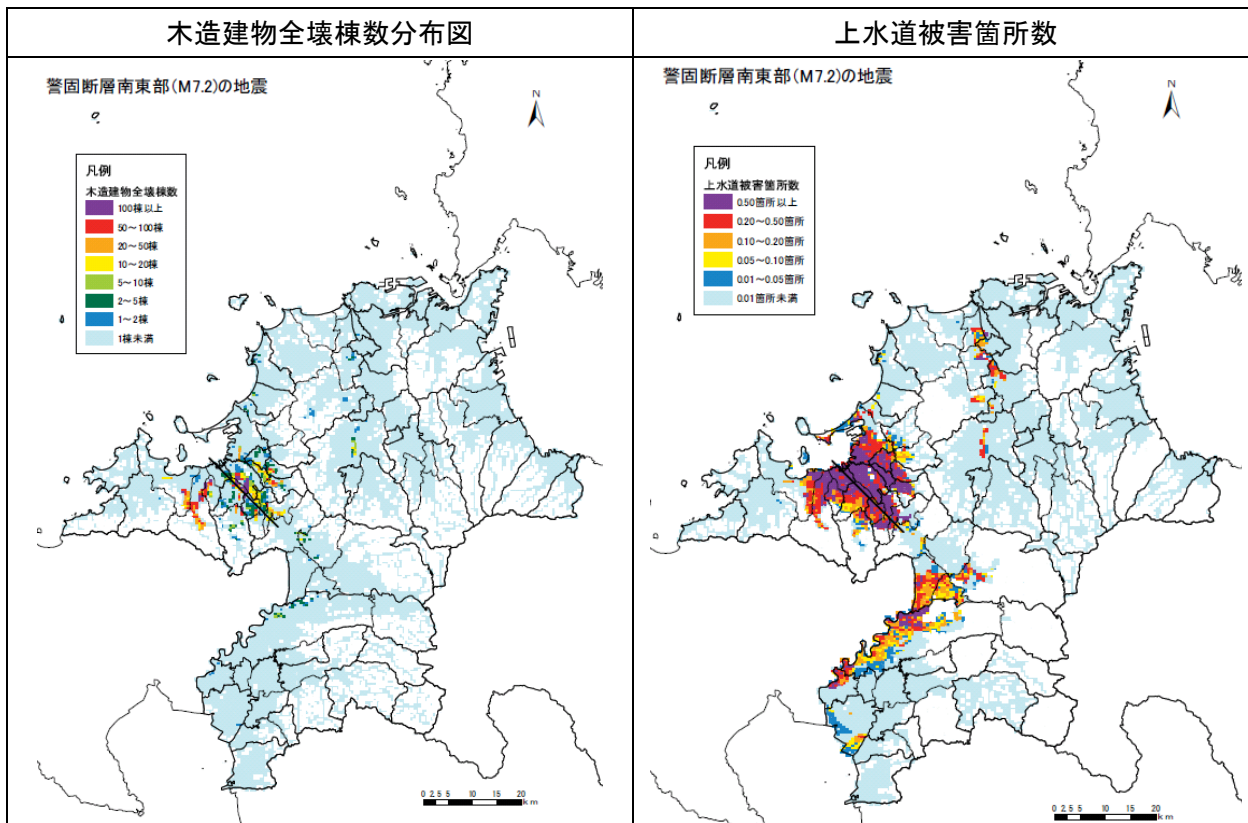 木造建物全壊棟数分布図
上水道被害箇所数
警固断層南東部(M7.2)の地震
N
凡例
木造建物全壊棟数
100棟以上
50～100棟
20～50棟
10～20棟
5～10棟
2～5棟
1～2棟
1棟未満
0 2.5 5 10 15 20
km
警固断層南東部(M7.2)の地震
N
凡例
上水道被害箇所数
0.50箇所以上
0.20～0.50箇所
0.10～0.20箇所
0.05～0.10箇所
0.01～0.05箇所
0.01箇所未満
0 2.5 5 10 15 20
km